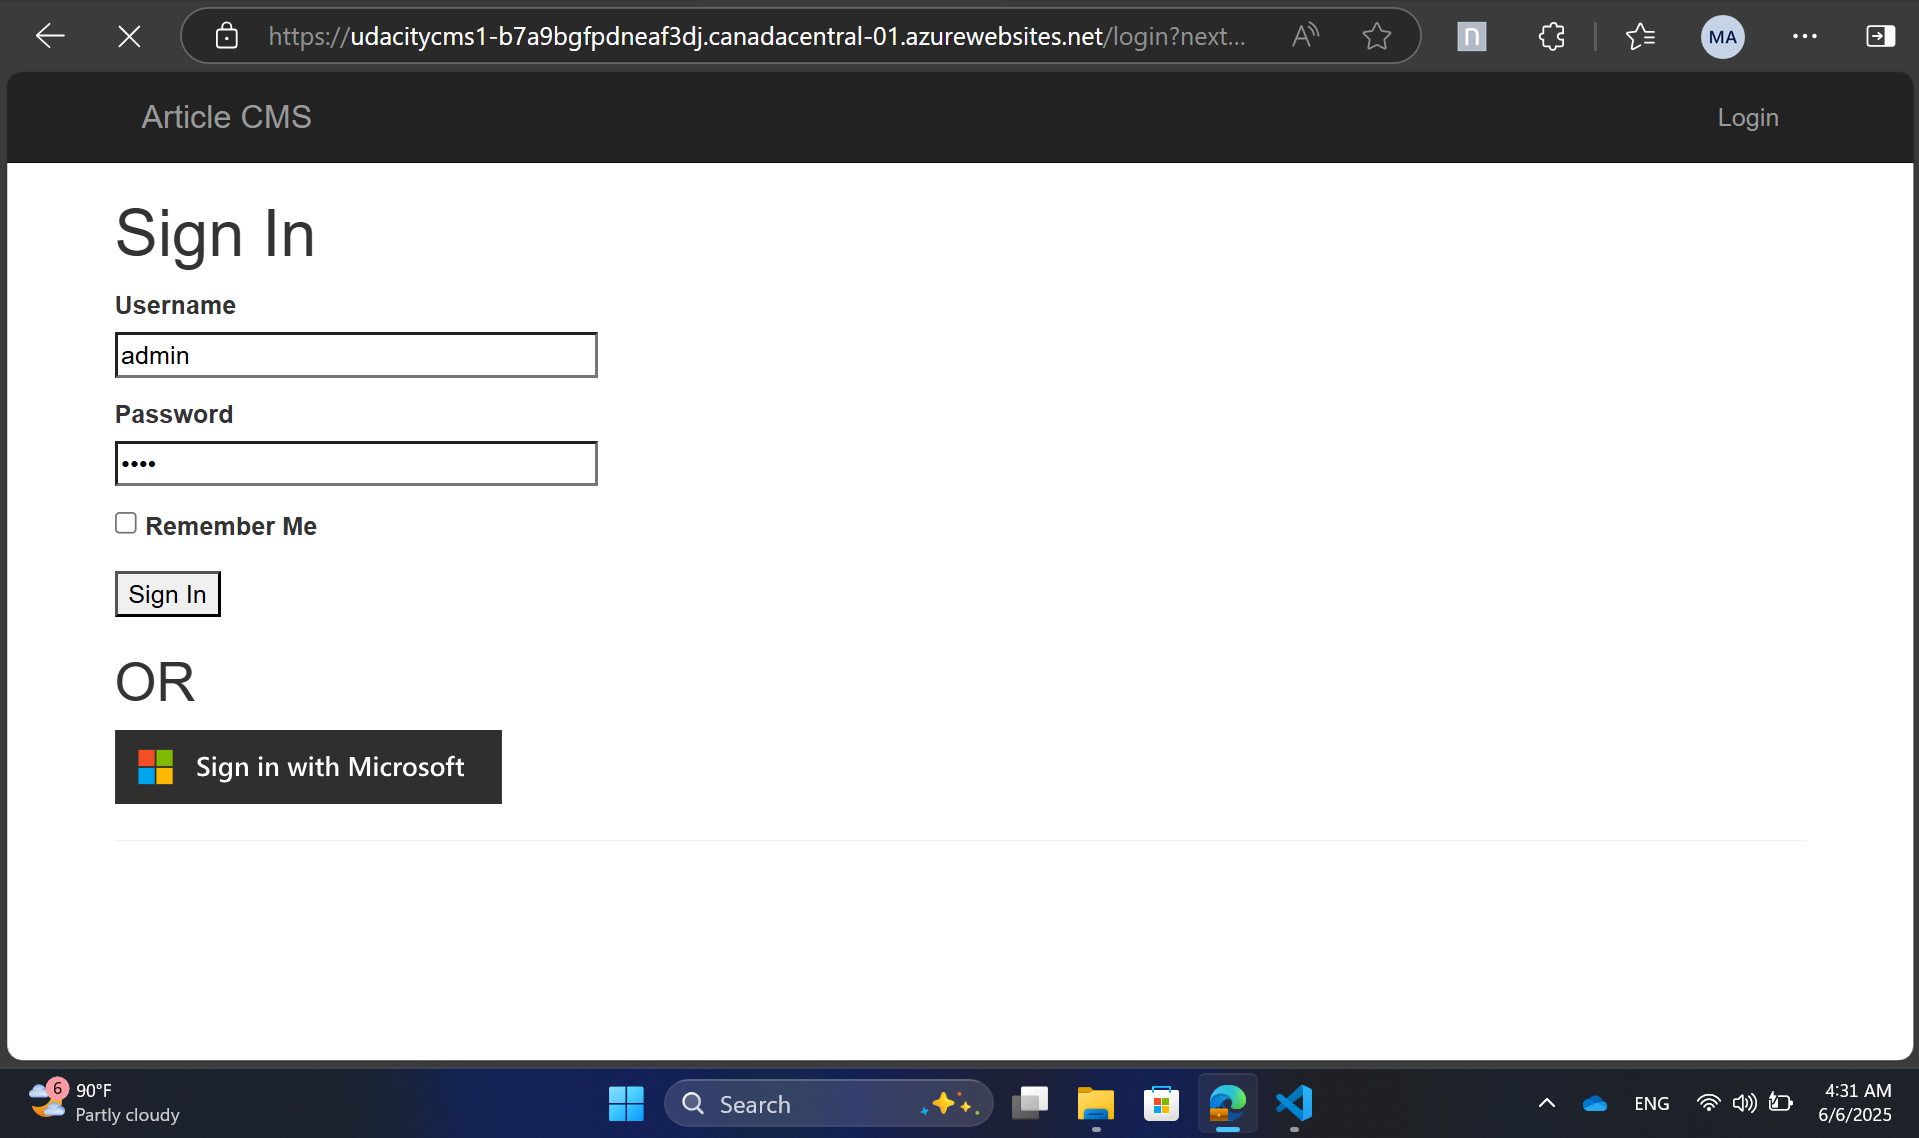 https://udacitycms1-b7a9bgfpdneaf3dj.canadacentral-01.azurewebsites.net/login?next...
n
MA
Article CMS
Login
Sign In
Username
admin
Password
••••
Remember Me
Sign In
OR
Sign in with Microsoft
6
90°F
Partly cloudy
Search
ENG
4:31 AM
6/6/2025